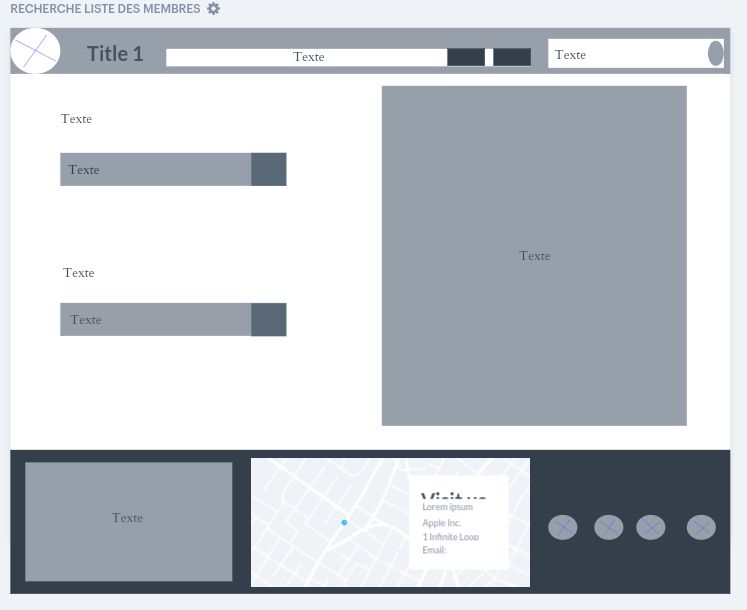 RECHERCHE LISTE DES MEMBRES
Title 1
Texte
Texte
Texte
Texte
Texte
Texte
Texte
Texte
Visit us
Lorem ipsum
Apple Inc.
1 Infinite Loop
Email: